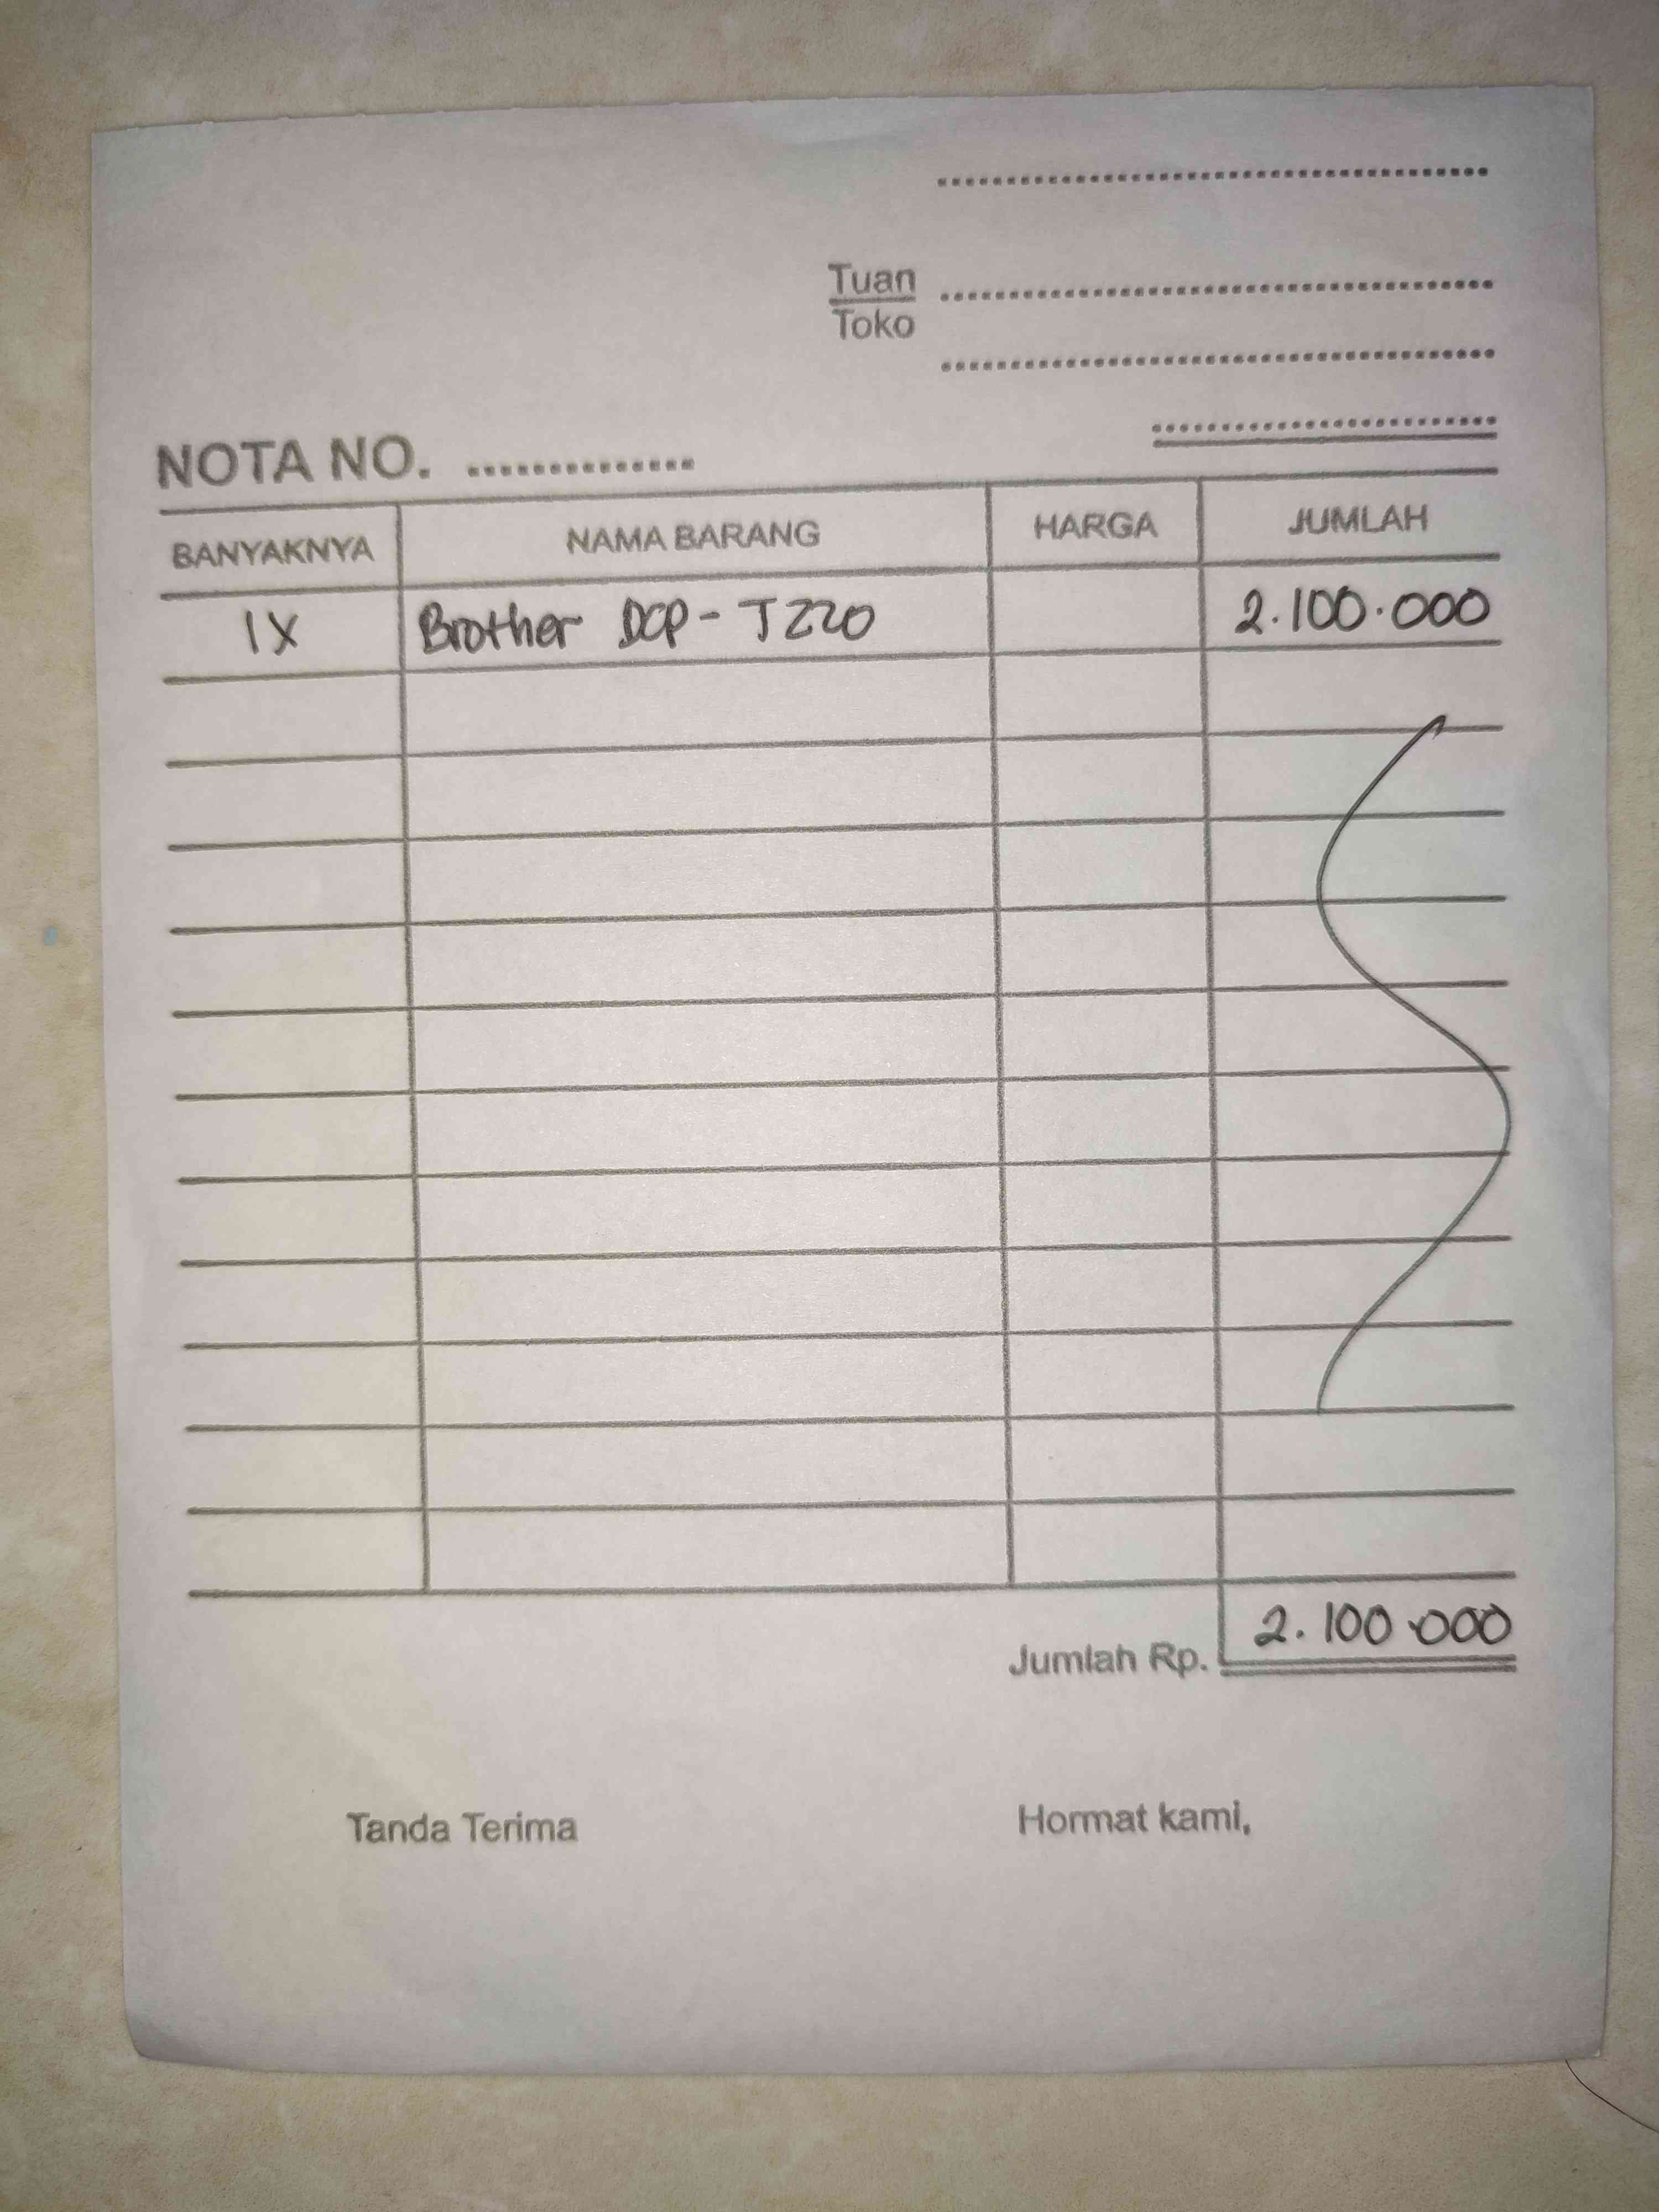 Tuan
Toko
NOTA NO. ..............
BANYAKNYA NAMA BARANG HARGA JUMLAH
1X Brother DCP - T220 2.100.000
Jumlah Rp. 2.100.000
Tanda Terima Hormat kami,